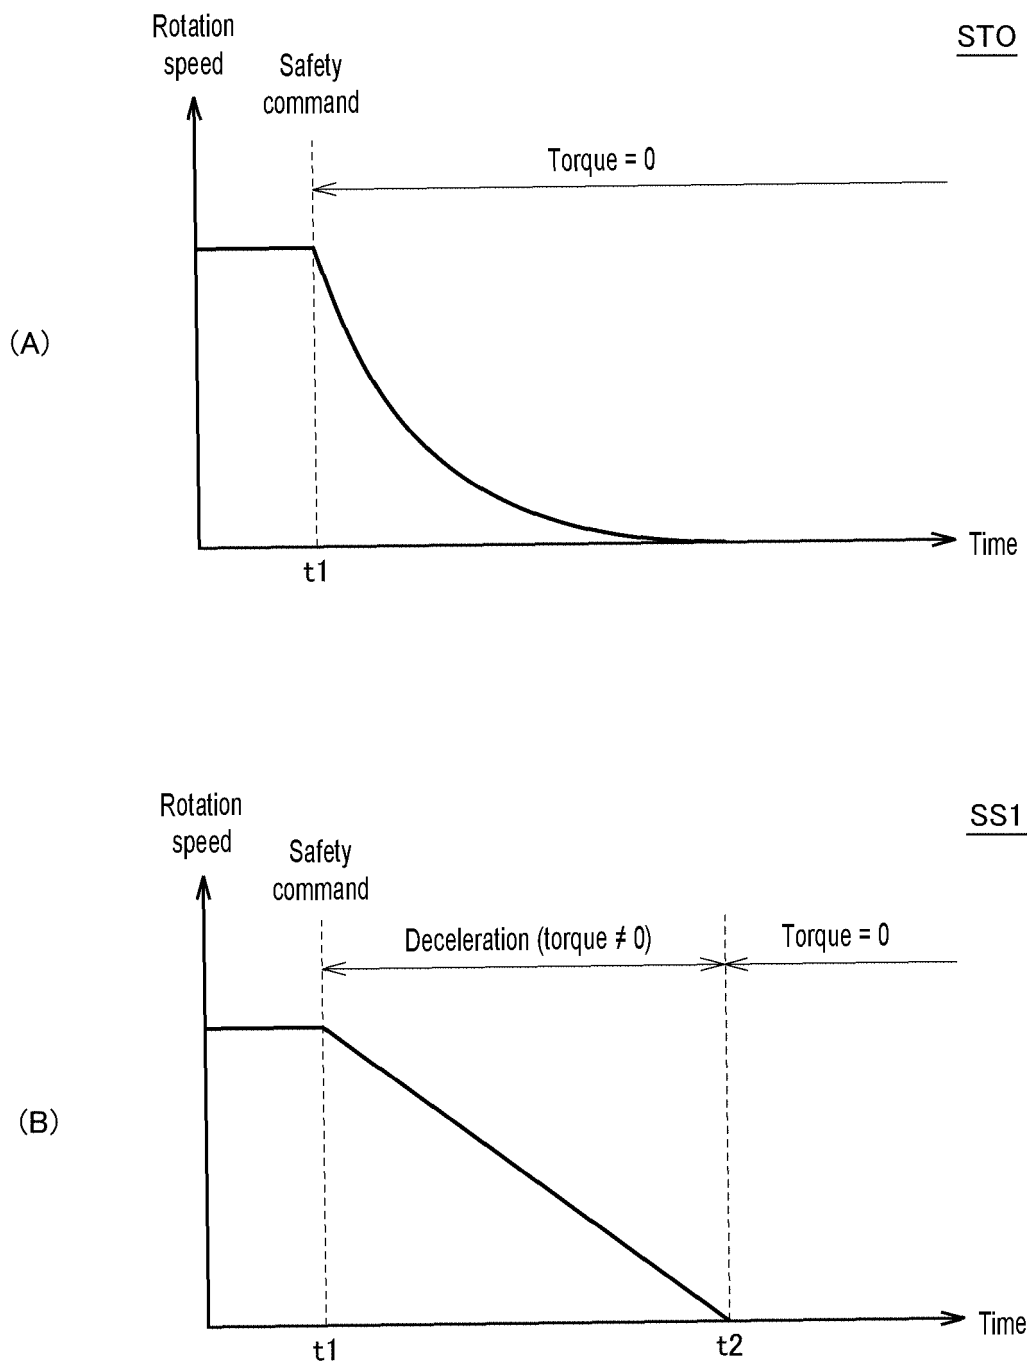 Rotation
speed
STO
Safety
command
Torque = 0
(A)
Time
t1
Rotation
speed
SS1
Safety
command
Deceleration (torque ≠ 0)
Torque = 0
(B)
Time
t1
t2